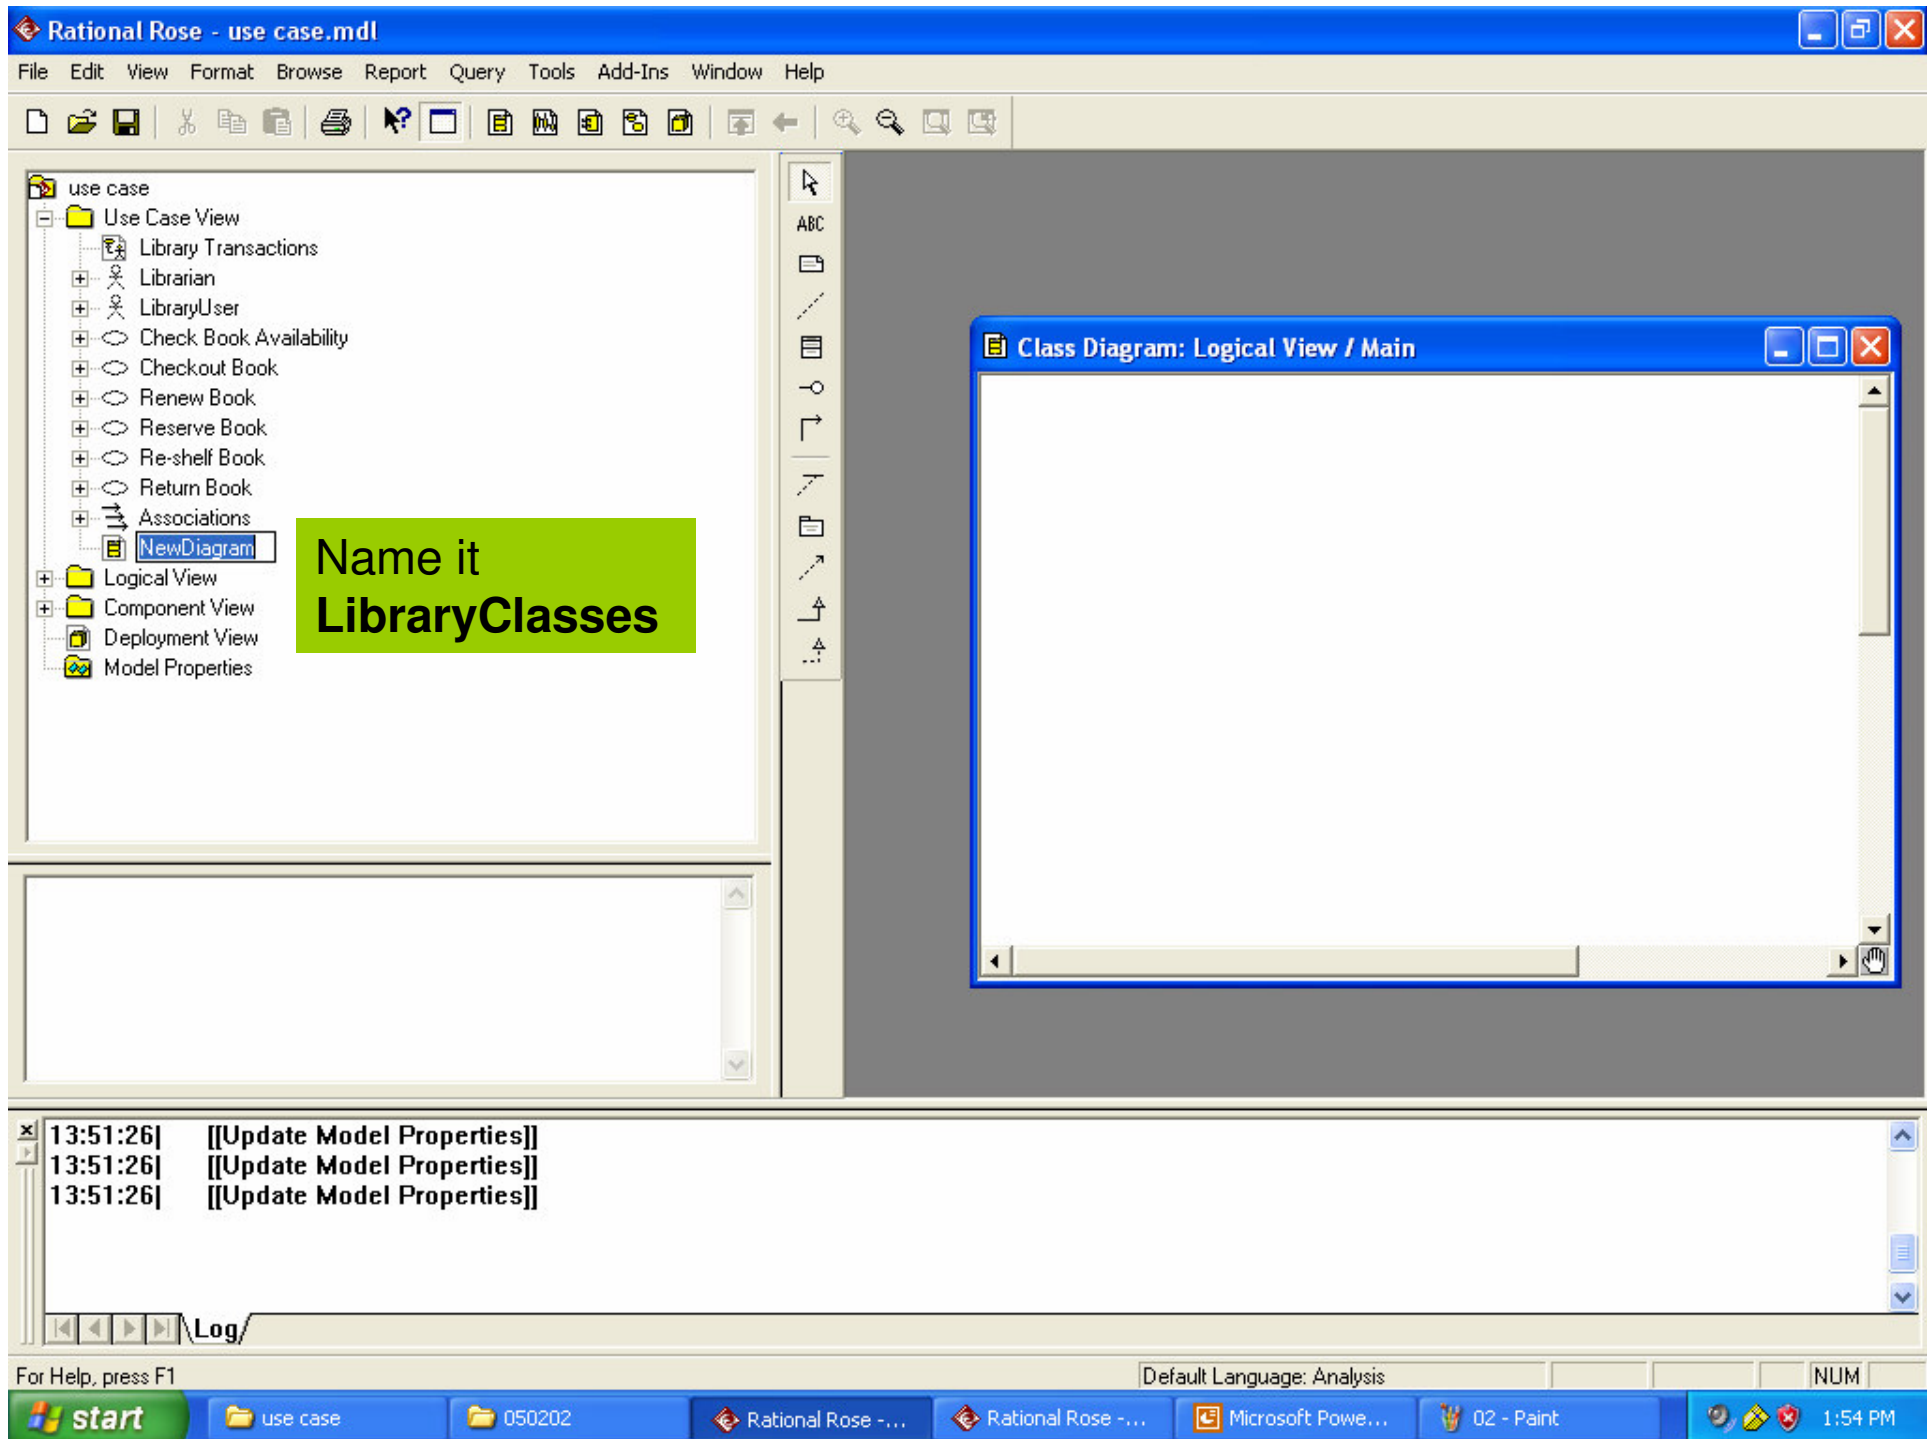 Rational Rose - use case.mdl
File Edit View Format Browse Report Query Tools Add-Ins Window Help
use case
Use Case View
Library Transactions
Librarian
LibraryUser
Check Book Availability
Checkout Book
Renew Book
Reserve Book
Re-shelf Book
Return Book
Associations
NewDiagram
Logical View
Component View
Deployment View
Model Properties
Name it
LibraryClasses
ABC
Class Diagram: Logical View / Main
13:51:26| [[Update Model Properties]]
13:51:26| [[Update Model Properties]]
13:51:26| [[Update Model Properties]]
Log
For Help, press F1 Default Language: Analysis NUM
start use case 050202 Rational Rose -... Rational Rose -... Microsoft Powe... 02 - Paint 1:54 PM